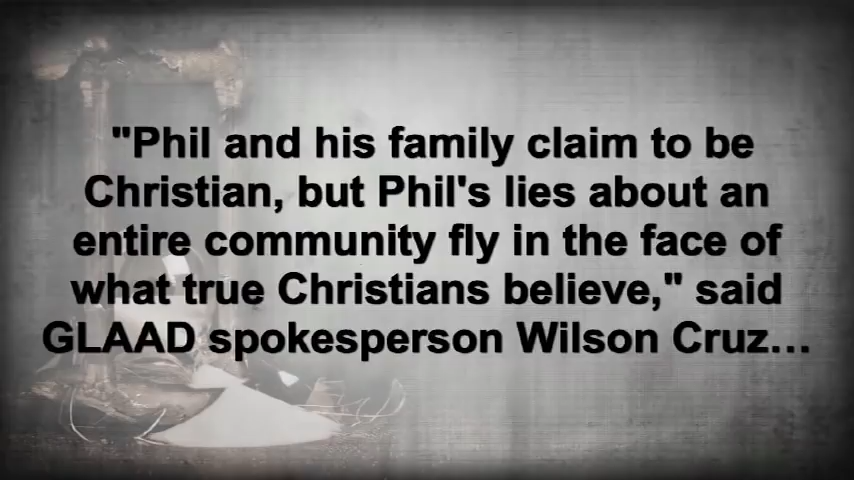 "Phil and his family claim to be
Christian, but Phil's lies about an
entire community fly in the face of
what true Christians believe," said
GLAAD spokesperson Wilson Cruz...